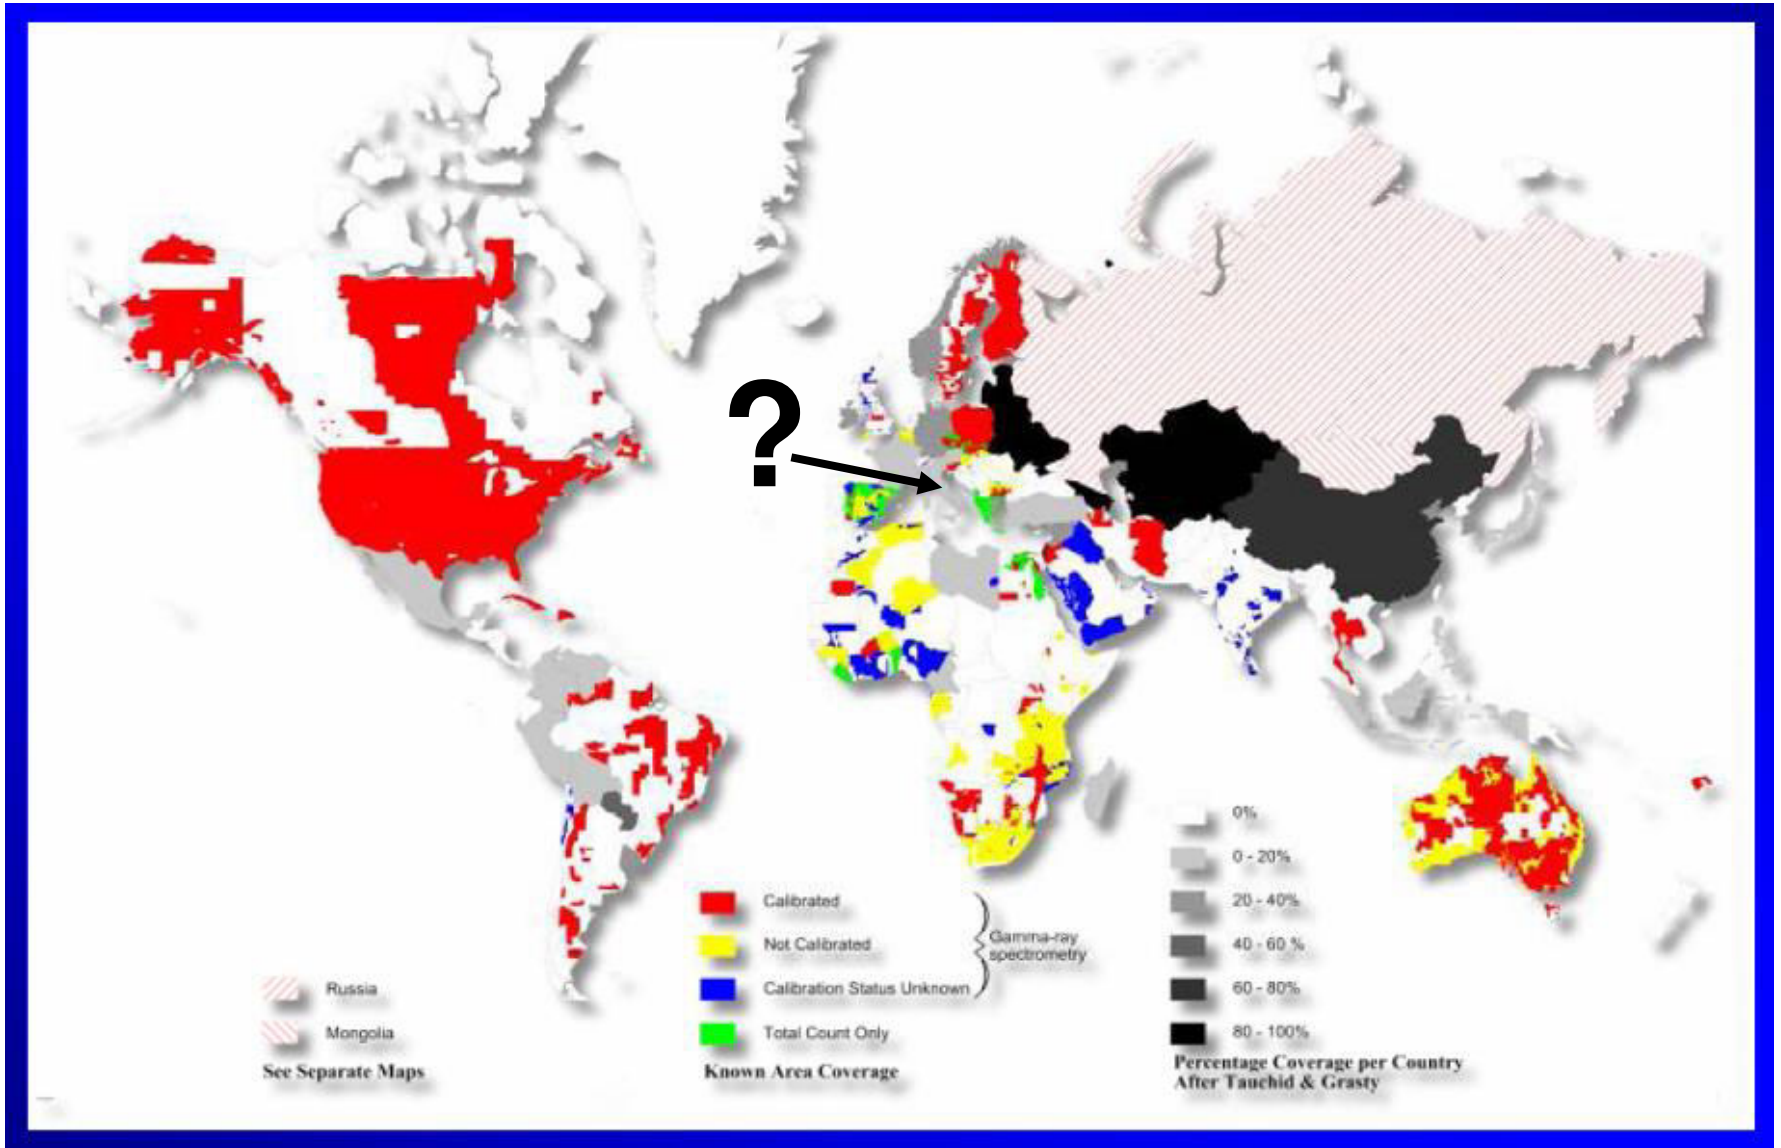 ?
0%
0 - 20%
20 - 40%
40 - 60 %
60 - 80%
80 - 100%
Percentage Coverage per Country
After Tauchid & Grasty
Calibrated
Not Calibrated
Calibration Status Unknown
Total Count Only
Gamma-ray
spectrometry
Known Area Coverage
Russia
Mongolia
See Separate Maps